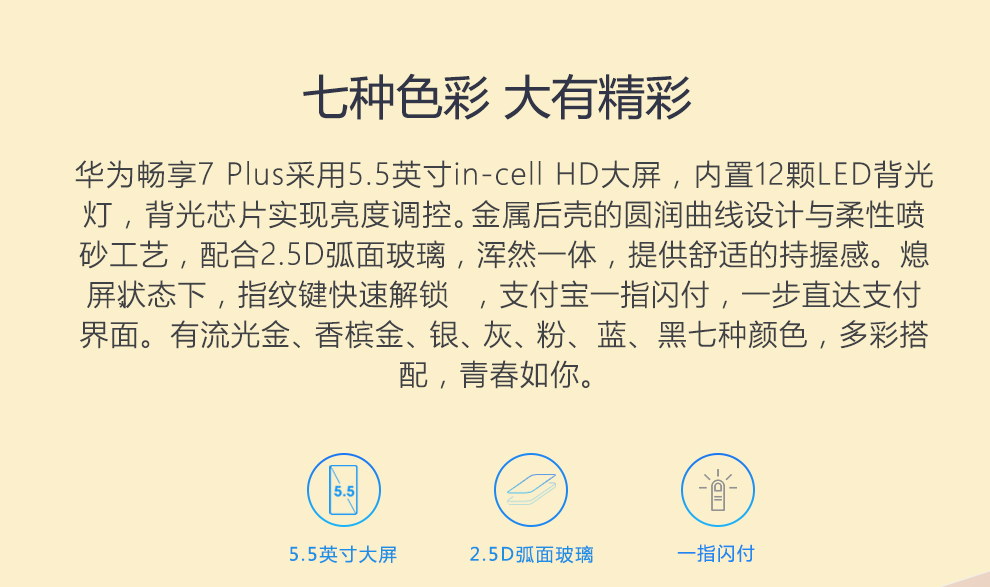 七种色彩 大有精彩
华为畅享7 Plus采用5.5英寸in-cell HD大屏，内置12颗LED背光
灯，背光芯片实现亮度调控。金属后壳的圆润曲线设计与柔性喷
砂工艺，配合2.5D弧面玻璃，浑然一体，提供舒适的持握感。熄
屏状态下，指纹键快速解锁 ，支付宝一指闪付，一步直达支付
界面。有流光金、香槟金、银、灰、粉、蓝、黑七种颜色，多彩搭
配，青春如你。
5.5
5.5英寸大屏 2.5D弧面玻璃 一指闪付